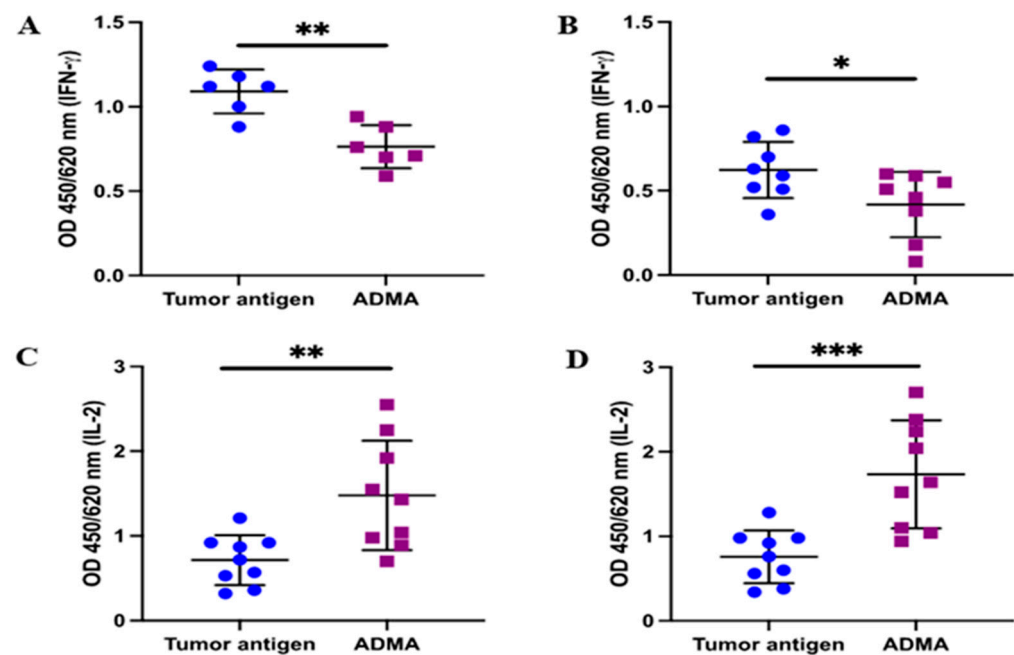 A
OD 450/620 nm (IFN-γ)
1.5
1.0
0.5
0.0
**
Tumor antigen
ADMA
B
OD 450/620 nm (IFN-γ)
1.5
1.0
0.5
0.0
*
Tumor antigen
ADMA
C
OD 450/620 nm (IL-2)
3
2
1
0
**
Tumor antigen
ADMA
D
OD 450/620 nm (IL-2)
3
2
1
0
***
Tumor antigen
ADMA